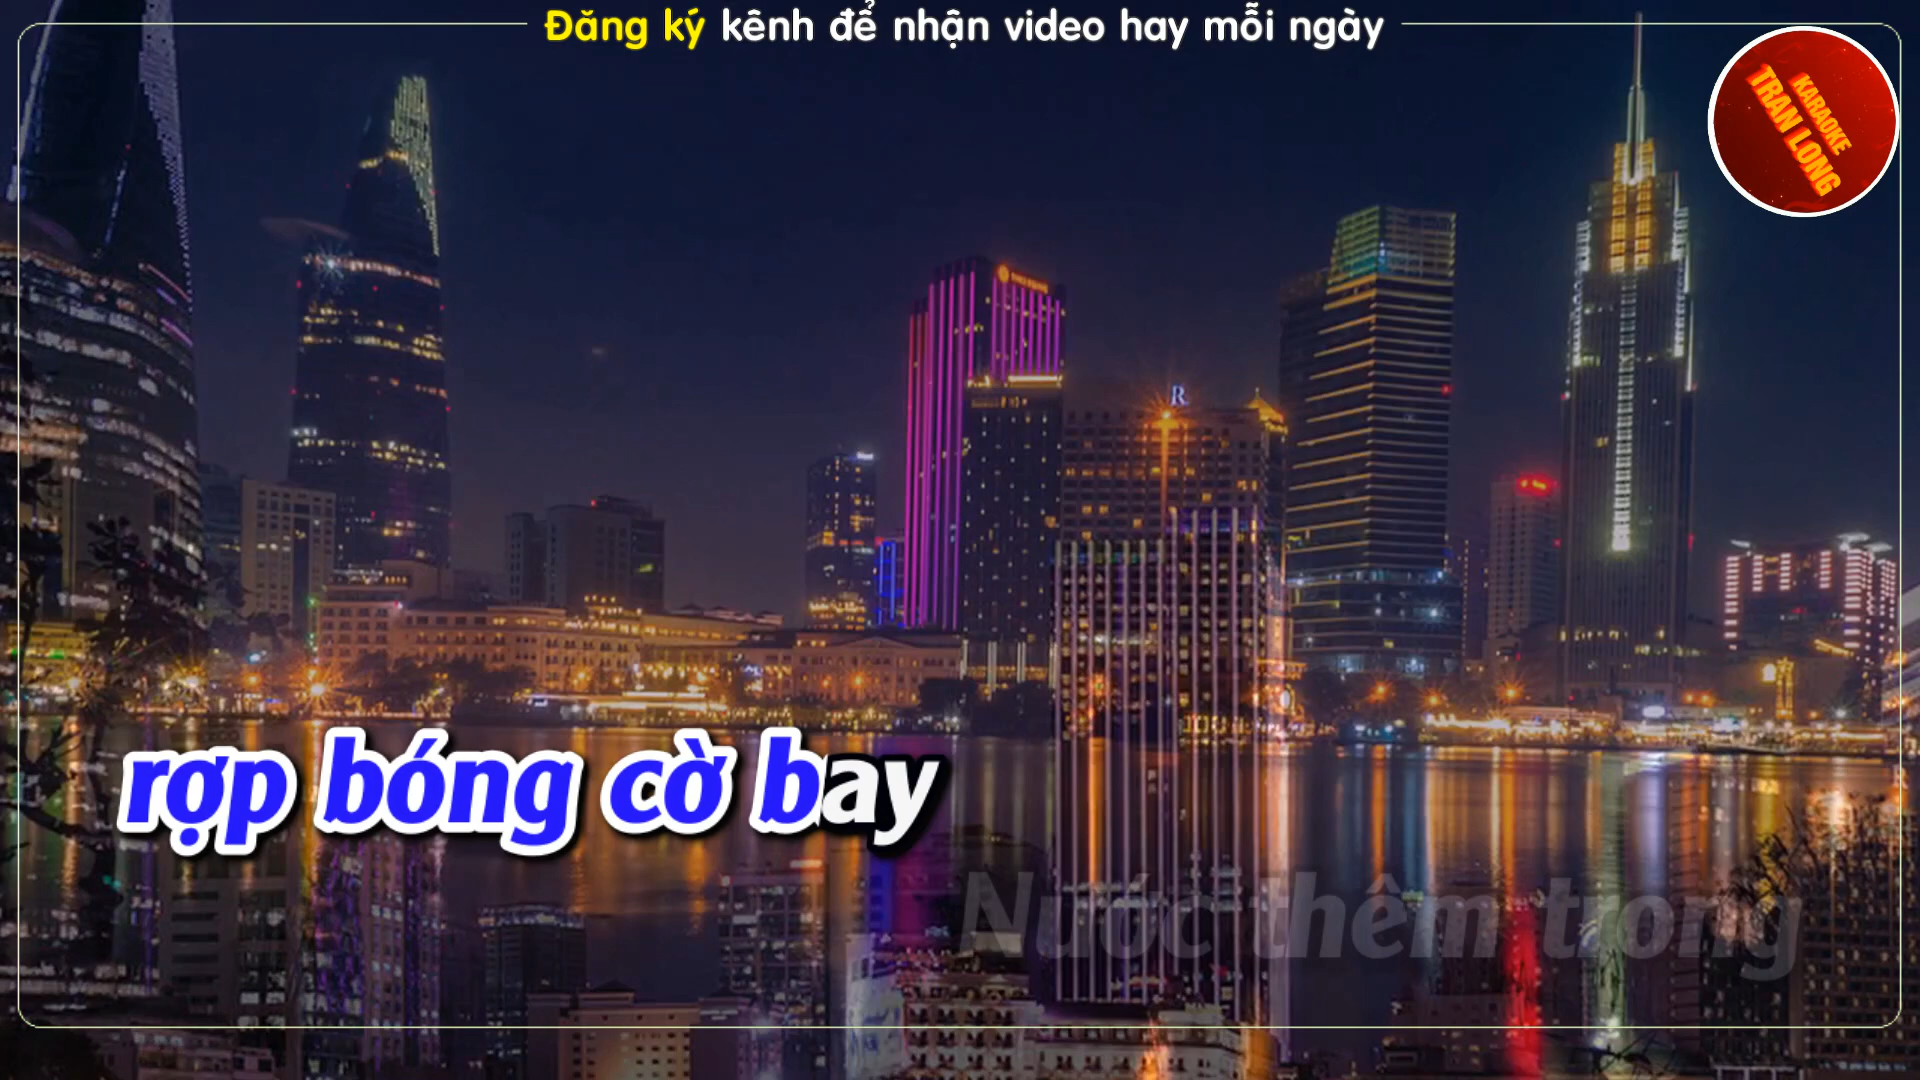 Đăng ký kênh để nhận video hay mỗi ngày
KARAOKE
TRAN LONG
R
rợp bóng cờ bay
Nước thêm trong